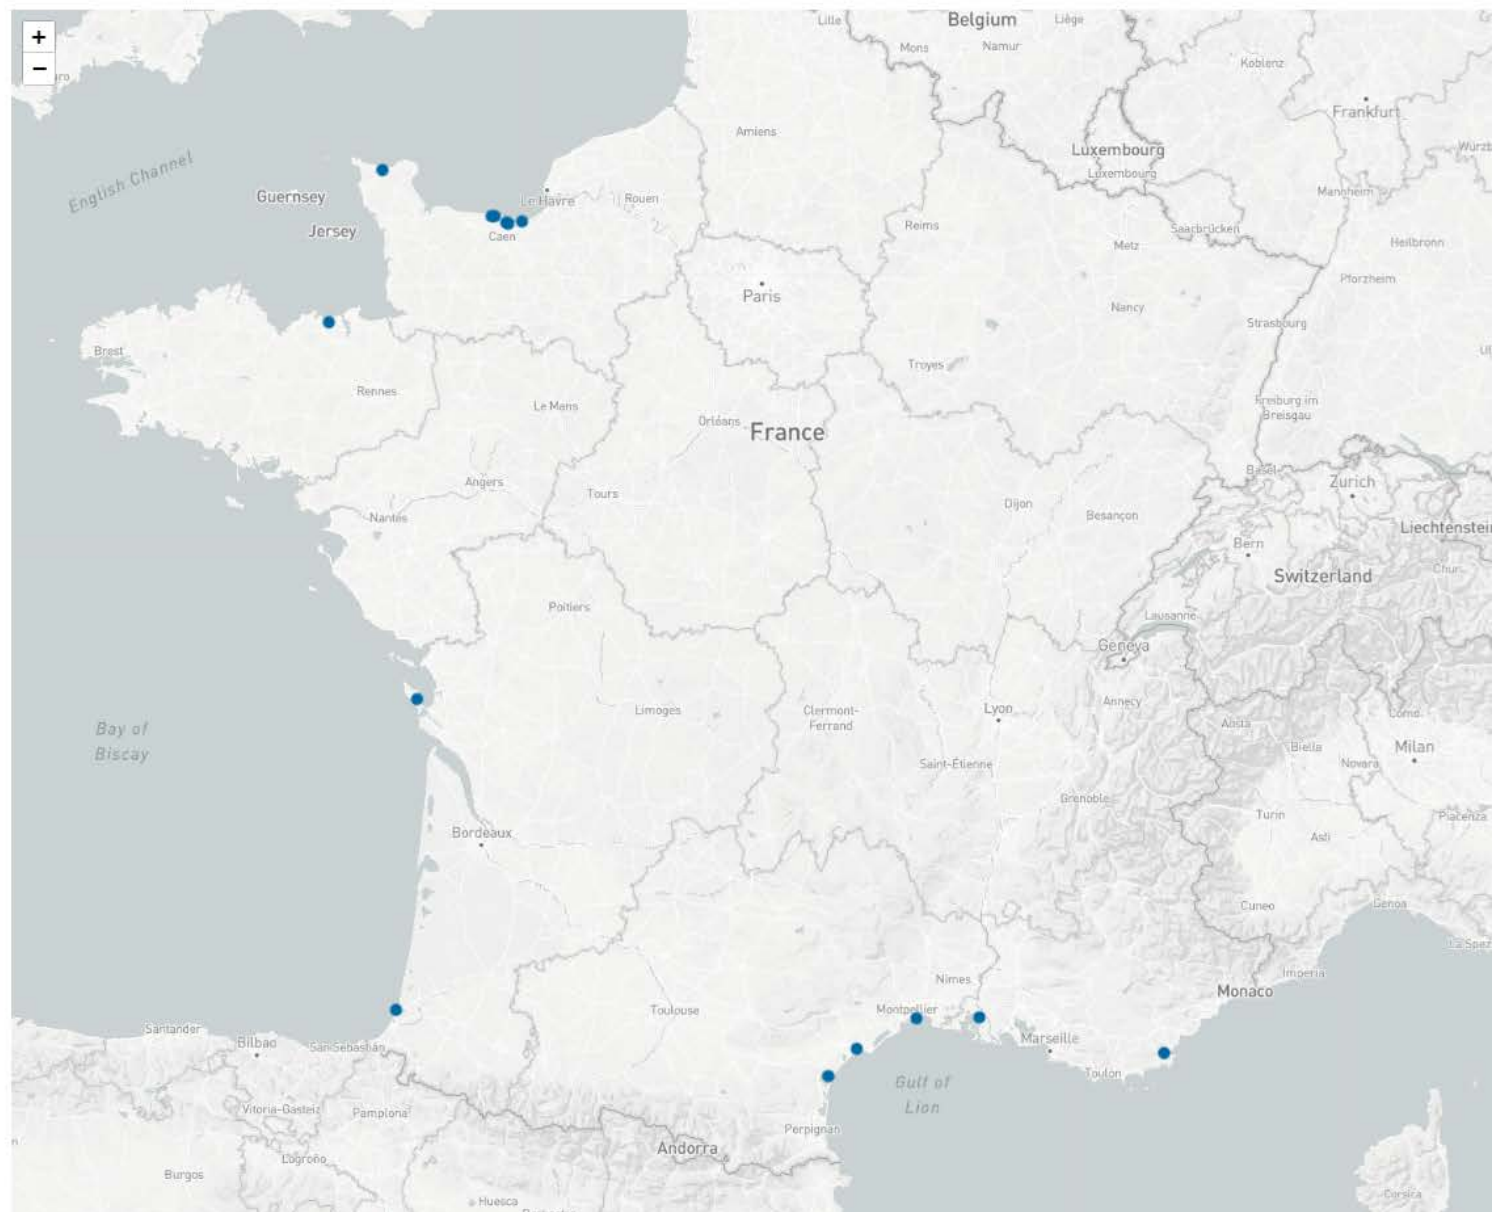 +
−
Lille
Belgium
Liège
Mons
Namur
Koblenz
Frankfurt
Amiens
Luxembourg
Luxembourg
English Channel
Guernsey
Jersey
Le Havre
Rouen
Caen
Reims
Mannheim
Saarbrücken
Metz
Heilbronn
Pforzheim
Paris
Nancy
Strasbourg
Brest
Rennes
Troyes
Le Mans
Orléans
France
Freiburg im
Breisgau
Angers
Tours
Nantes
Dijon
Besançon
Basel
Zurich
Liechtenstein
Bern
Switzerland
Chur
Poitiers
Lausanne
Geneva
Bay of
Biscay
Limoges
Clermont-
Ferrand
Lyon
Annecy
Aosta
Como
Biella
Milan
Novara
Saint-Étienne
Grenoble
Turin
Asti
Piacenza
Bordeaux
Cuneo
Genoa
La Spez
Imperia
Monaco
Nîmes
Montpellier
Toulouse
Marseille
Toulon
Gulf of
Lion
Santander
Bilbao
San Sebastián
Vitoria-Gasteiz
Pamplona
Perpignan
Andorra
Logroño
Burgos
Huesca
Corsica